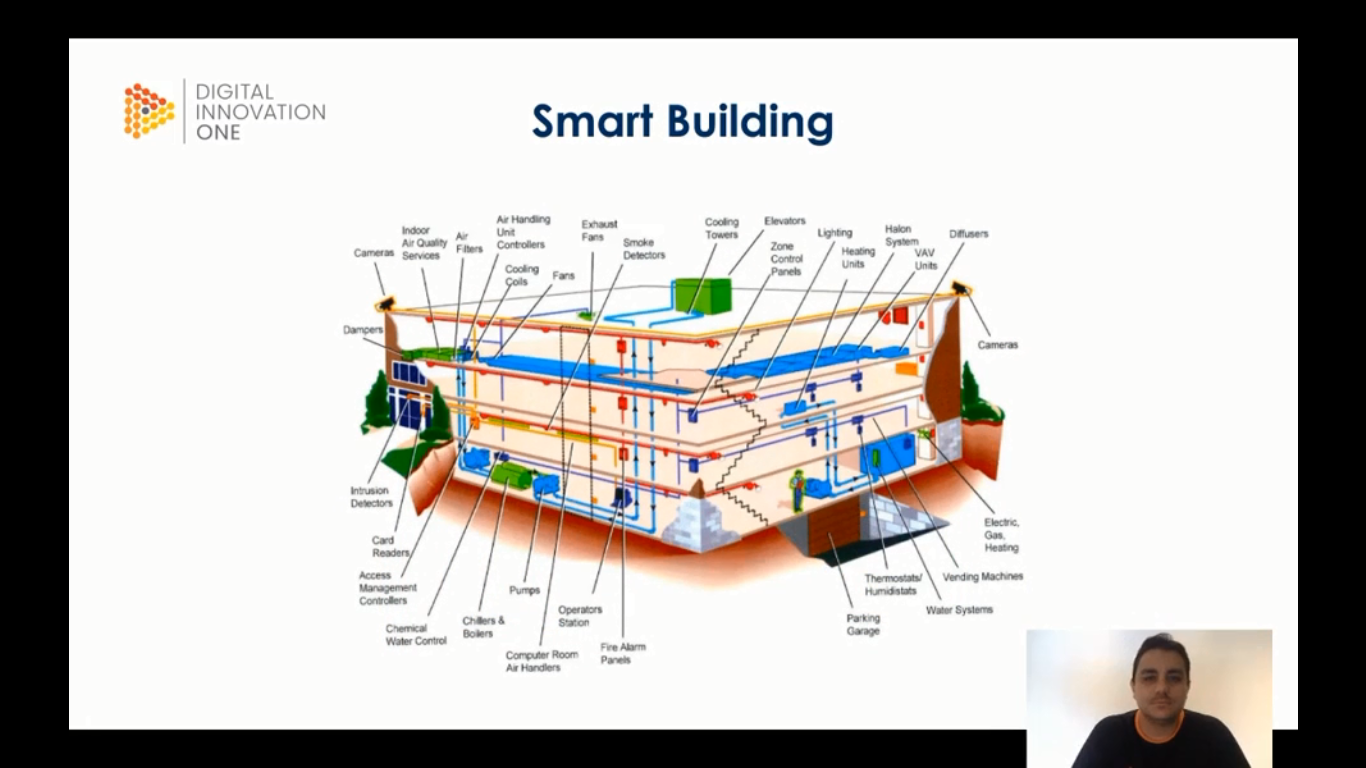 DIGITAL
INNOVATION
ONE
Smart Building
Cameras
Indoor
Air Quality
Services
Air
Filters
Air Handling
Unit
Controllers
Cooling
Coils
Fans
Exhaust
Fans
Smoke
Detectors
Cooling
Towers
Elevators
Zone
Control
Panels
Lighting
Heating
Units
Halon
System
VAV
Units
Diffusers
Dampers
Cameras
Intrusion
Detectors
Card
Readers
Access
Management
Controllers
Chemical
Water Control
Chillers &
Boilers
Pumps
Computer Room
Air Handlers
Operators
Station
Fire Alarm
Panels
Parking
Garage
Thermostats/
Humidistats
Water Systems
Vending Machines
Electric,
Gas,
Heating